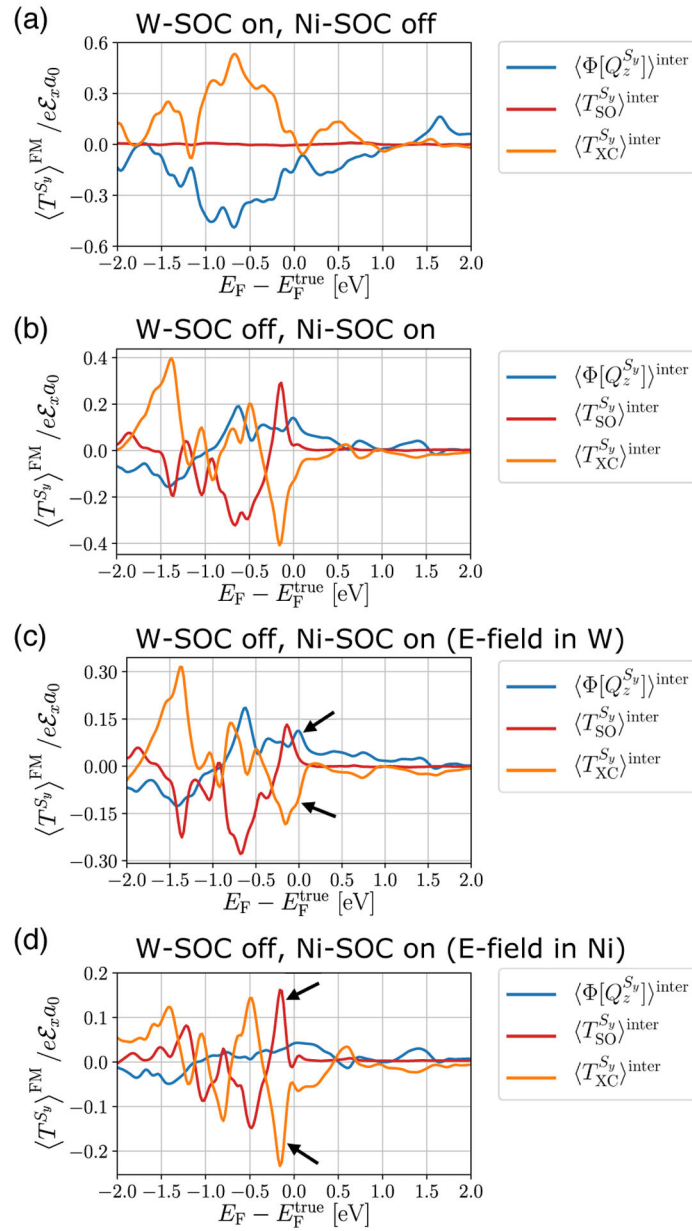 (a)
W-SOC on, Ni-SOC off
⟨T^{S_y}⟩^{FM} / eℰ_x a_0
0.6
0.3
0.0
−0.3
−0.6
−2.0 −1.5 −1.0 −0.5 0.0 0.5 1.0 1.5 2.0
E_F − E_F^{true} [eV]
⟨Φ[Q_z^{S_y}]⟩^{inter}
⟨T_{SO}^{S_y}⟩^{inter}
⟨T_{XC}^{S_y}⟩^{inter}
(b)
W-SOC off, Ni-SOC on
⟨T^{S_y}⟩^{FM} / eℰ_x a_0
0.4
0.2
0.0
−0.2
−0.4
−2.0 −1.5 −1.0 −0.5 0.0 0.5 1.0 1.5 2.0
E_F − E_F^{true} [eV]
⟨Φ[Q_z^{S_y}]⟩^{inter}
⟨T_{SO}^{S_y}⟩^{inter}
⟨T_{XC}^{S_y}⟩^{inter}
(c)
W-SOC off, Ni-SOC on (E-field in W)
⟨T^{S_y}⟩^{FM} / eℰ_x a_0
0.30
0.15
0.00
−0.15
−0.30
−2.0 −1.5 −1.0 −0.5 0.0 0.5 1.0 1.5 2.0
E_F − E_F^{true} [eV]
⟨Φ[Q_z^{S_y}]⟩^{inter}
⟨T_{SO}^{S_y}⟩^{inter}
⟨T_{XC}^{S_y}⟩^{inter}
(d)
W-SOC off, Ni-SOC on (E-field in Ni)
⟨T^{S_y}⟩^{FM} / eℰ_x a_0
0.2
0.1
0.0
−0.1
−0.2
−2.0 −1.5 −1.0 −0.5 0.0 0.5 1.0 1.5 2.0
E_F − E_F^{true} [eV]
⟨Φ[Q_z^{S_y}]⟩^{inter}
⟨T_{SO}^{S_y}⟩^{inter}
⟨T_{XC}^{S_y}⟩^{inter}